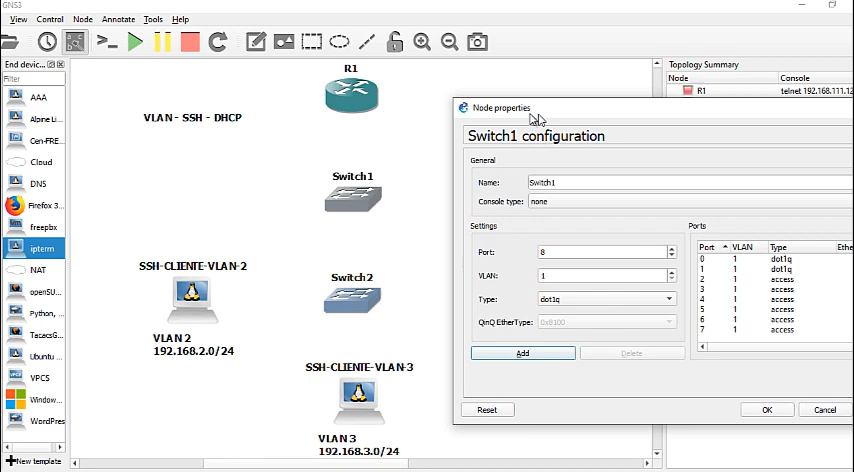 GNS3
View Control Node Annotate Tools Help
End devic...
Filter
AAA
Alpine Li...
Cen-FRE...
Cloud
DNS
Firefox 3...
freepbx
ipterm
NAT
openSU...
Python, ...
TacacsG...
Ubuntu ...
VPCS
Window...
WordPres
New template
R1
VLAN - SSH - DHCP
Switch1
SSH-CLIENTE-VLAN-2
VLAN 2
192.168.2.0/24
Switch2
SSH-CLIENTE-VLAN-3
VLAN 3
192.168.3.0/24
Topology Summary
Node Console
R1 telnet 192.168.111.12
Node properties
Switch1 configuration
General
Name: Switch1
Console type: none
Settings
Port: 8
VLAN: 1
Type: dot1q
QinQ EtherType: 0x8100
Add Delete
Ports
Port VLAN Type Ethe
0 1 dot1q
1 1 dot1q
2 1 access
3 1 access
4 1 access
5 1 access
6 1 access
7 1 access
Reset OK Cancel